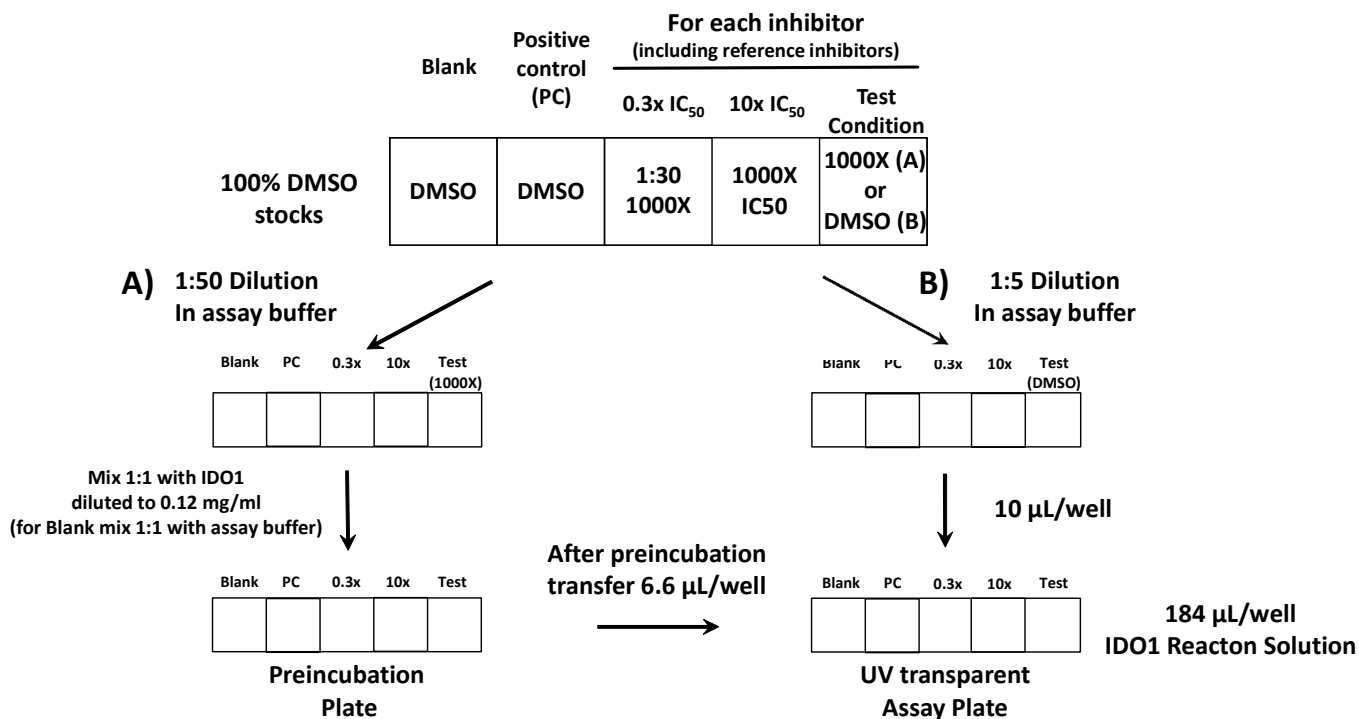 For each inhibitor
(including reference inhibitors)
Blank
Positive
control
(PC)
0.3x IC50
10x IC50
Test
Condition
100% DMSO
stocks
DMSO
DMSO
1:30
1000X
1000X
IC50
1000X (A)
or
DMSO (B)
A) 1:50 Dilution
In assay buffer
B) 1:5 Dilution
In assay buffer
Blank PC 0.3x 10x Test
(1000X)
Blank PC 0.3x 10x Test
(DMSO)
Mix 1:1 with IDO1
diluted to 0.12 mg/ml
(for Blank mix 1:1 with assay buffer)
10 µL/well
After preincubation
transfer 6.6 µL/well
Blank PC 0.3x 10x Test
Blank PC 0.3x 10x Test
184 µL/well
IDO1 Reacton Solution
Preincubation
Plate
UV transparent
Assay Plate